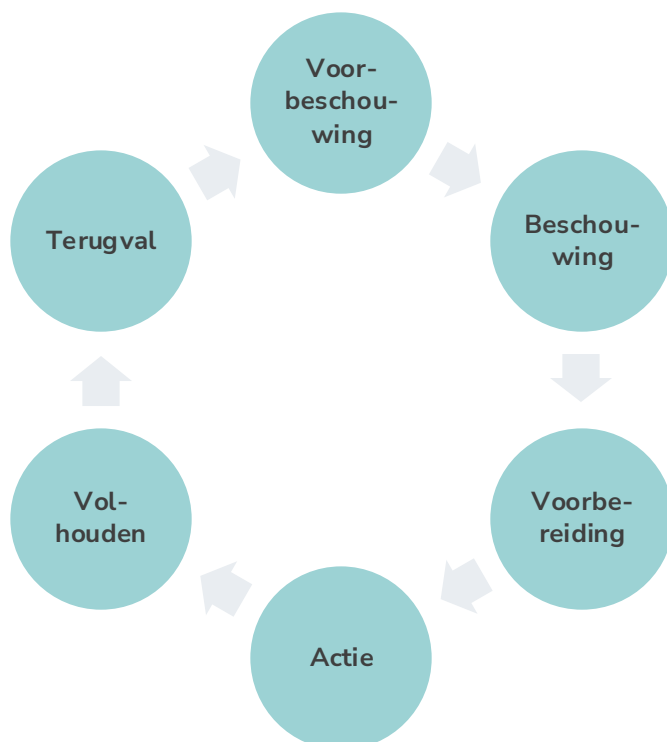 Voor-
beschou-
wing
Beschou-
wing
Voorbe-
reiding
Actie
Vol-
houden
Terugval